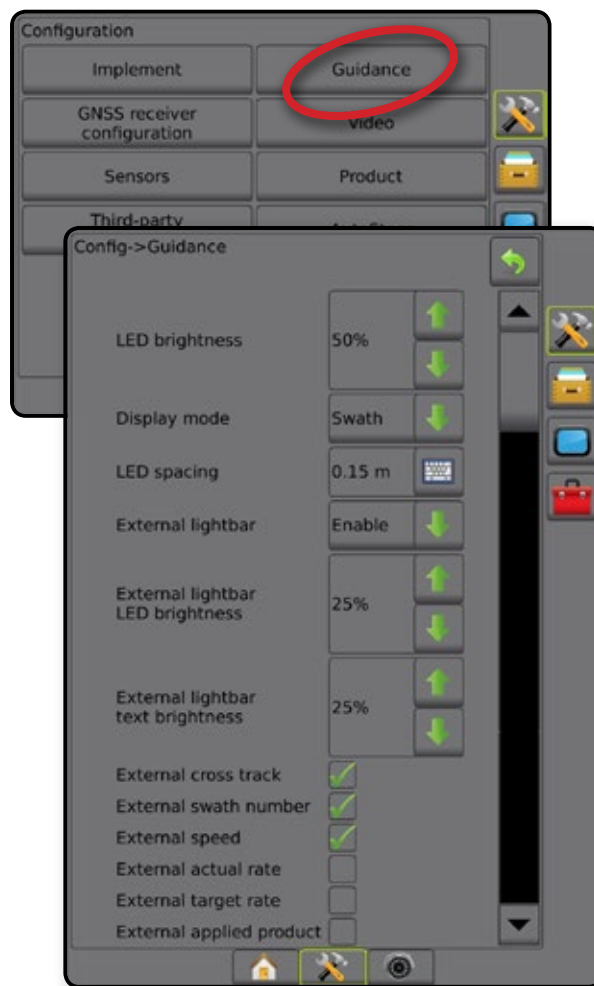 Configuration
Implement
Guidance
GNSS receiver
configuration
Video
Sensors
Product
Third-party
Config->Guidance
LED brightness
50%
Display mode
Swath
LED spacing
0.15 m
External lightbar
Enable
External lightbar
LED brightness
25%
External lightbar
text brightness
25%
External cross track
External swath number
External speed
External actual rate
External target rate
External applied product